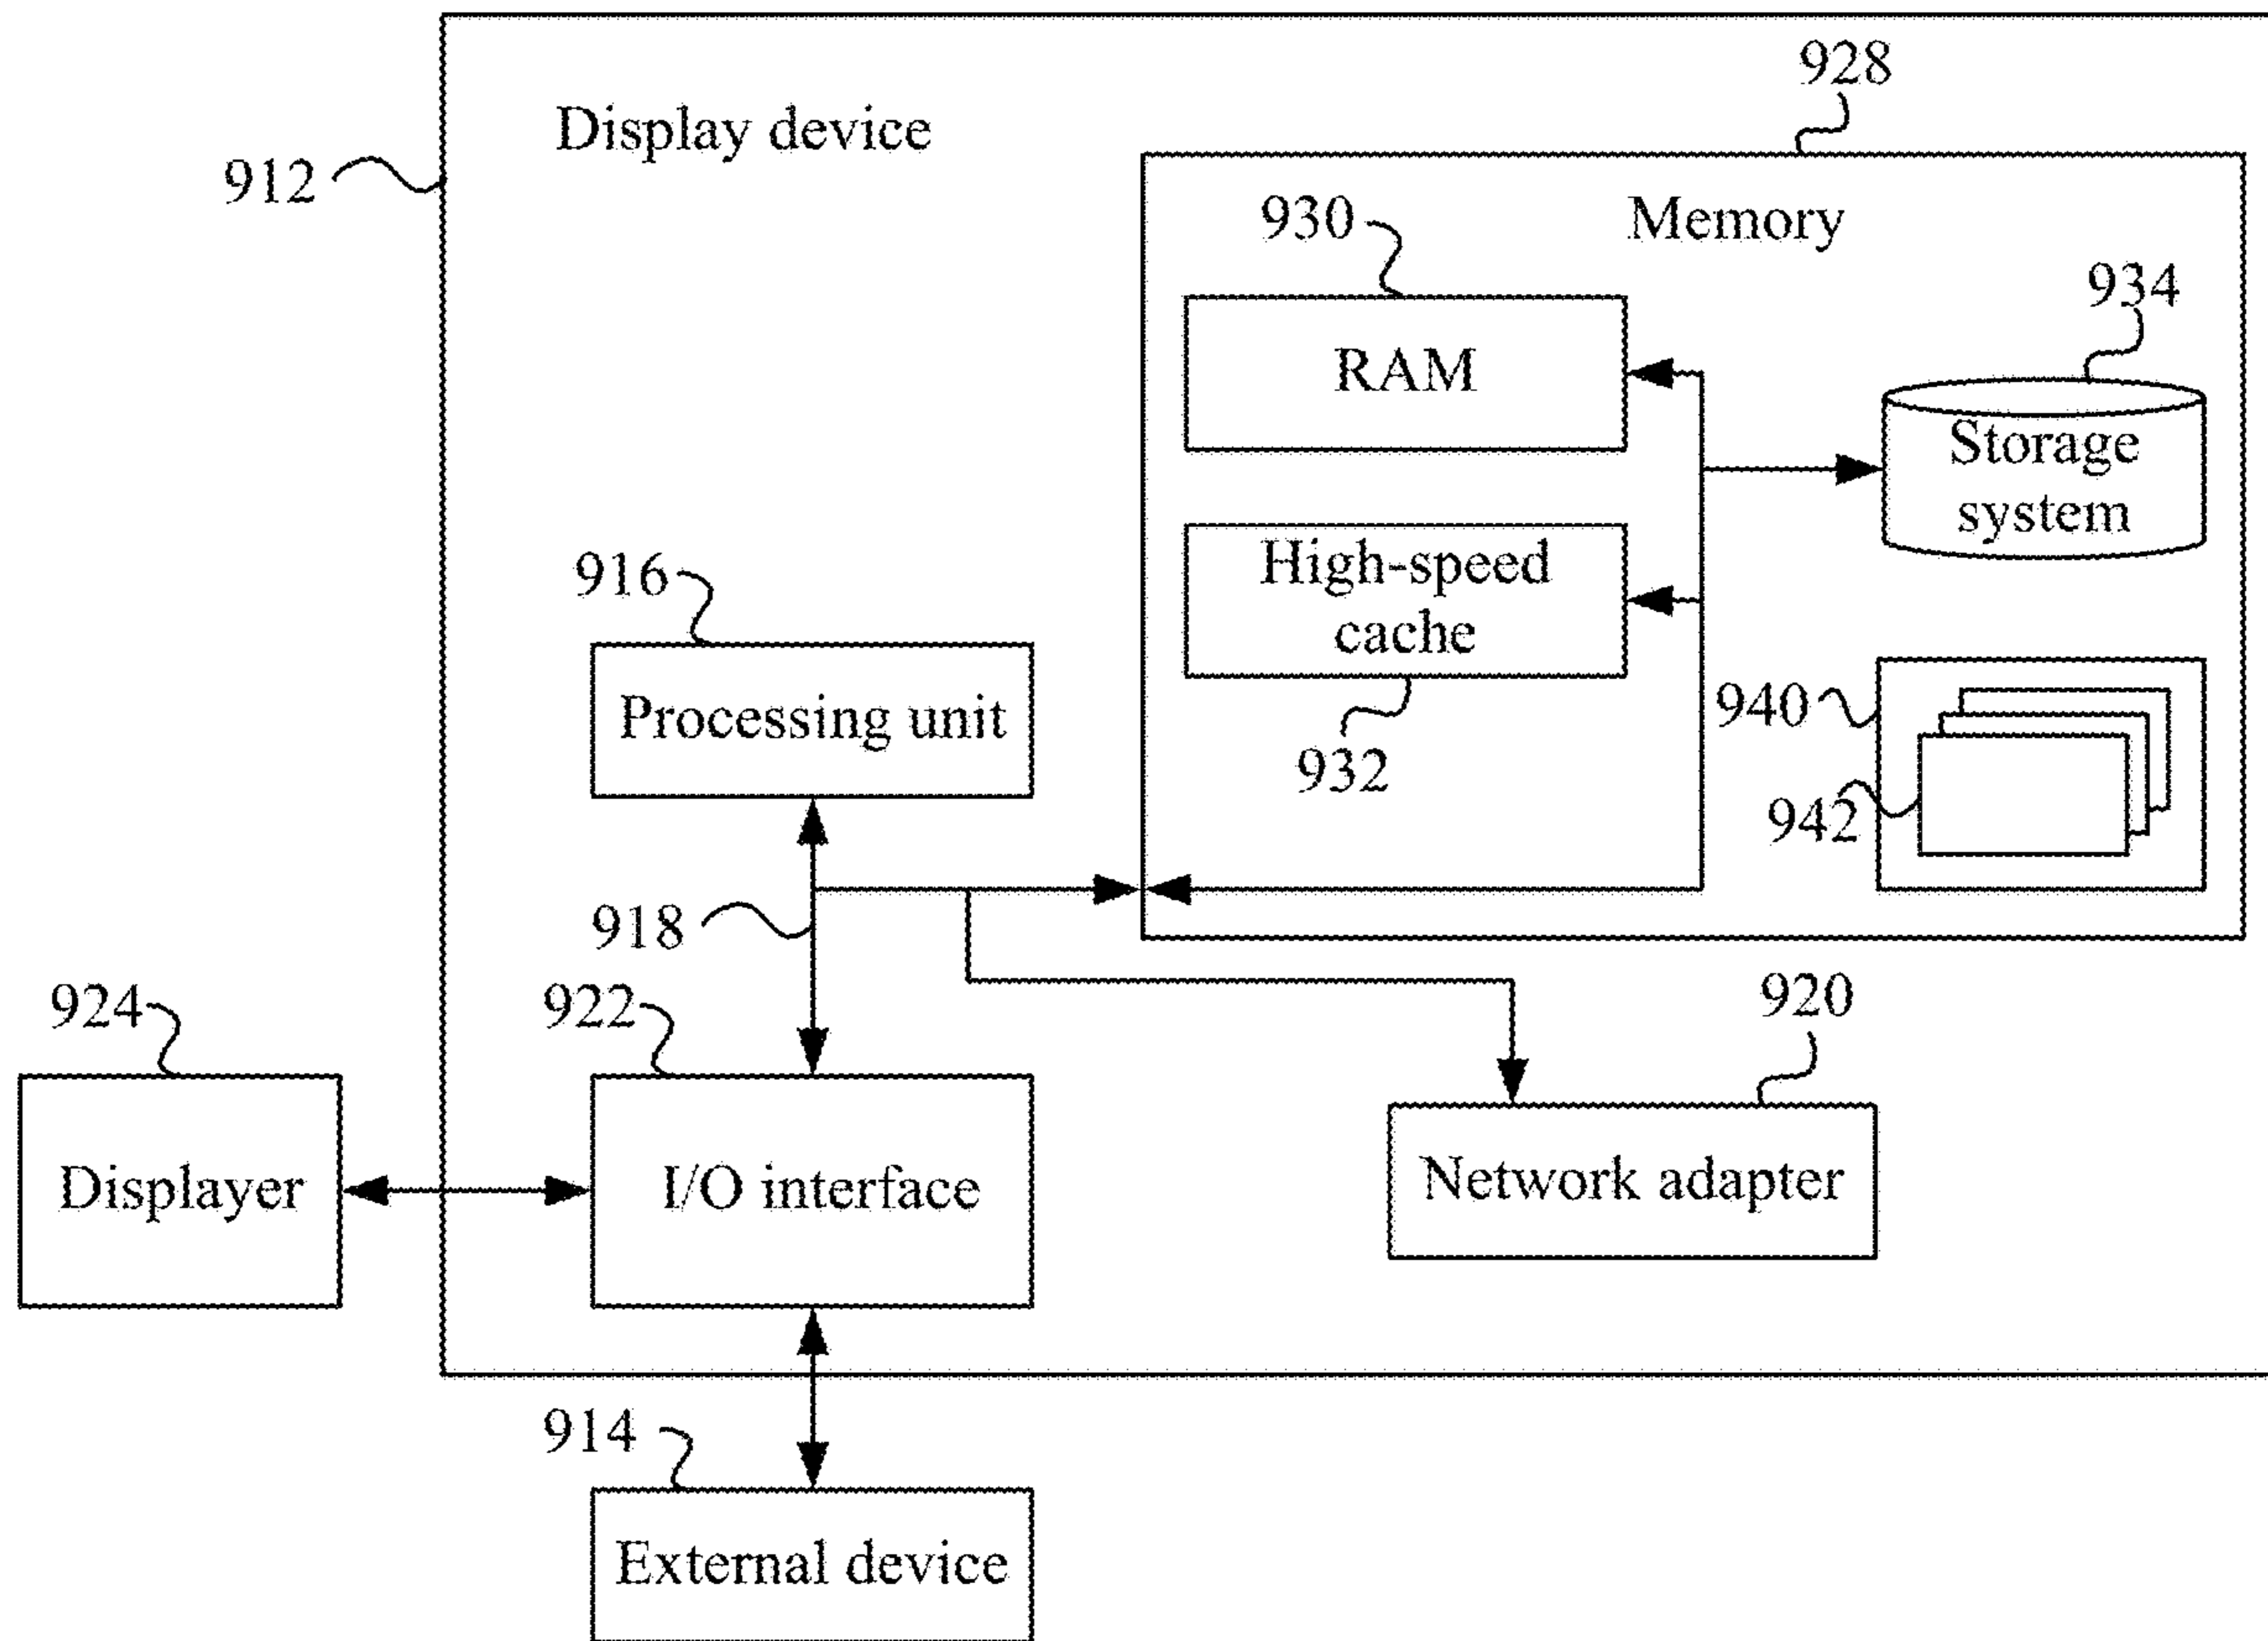 928
Display device
912
930
Memory
934
RAM
Storage
system
High-speed
cache
916
940
Processing unit
932
942
918
924
922
920
Displayer
I/O interface
Network adapter
914
External device